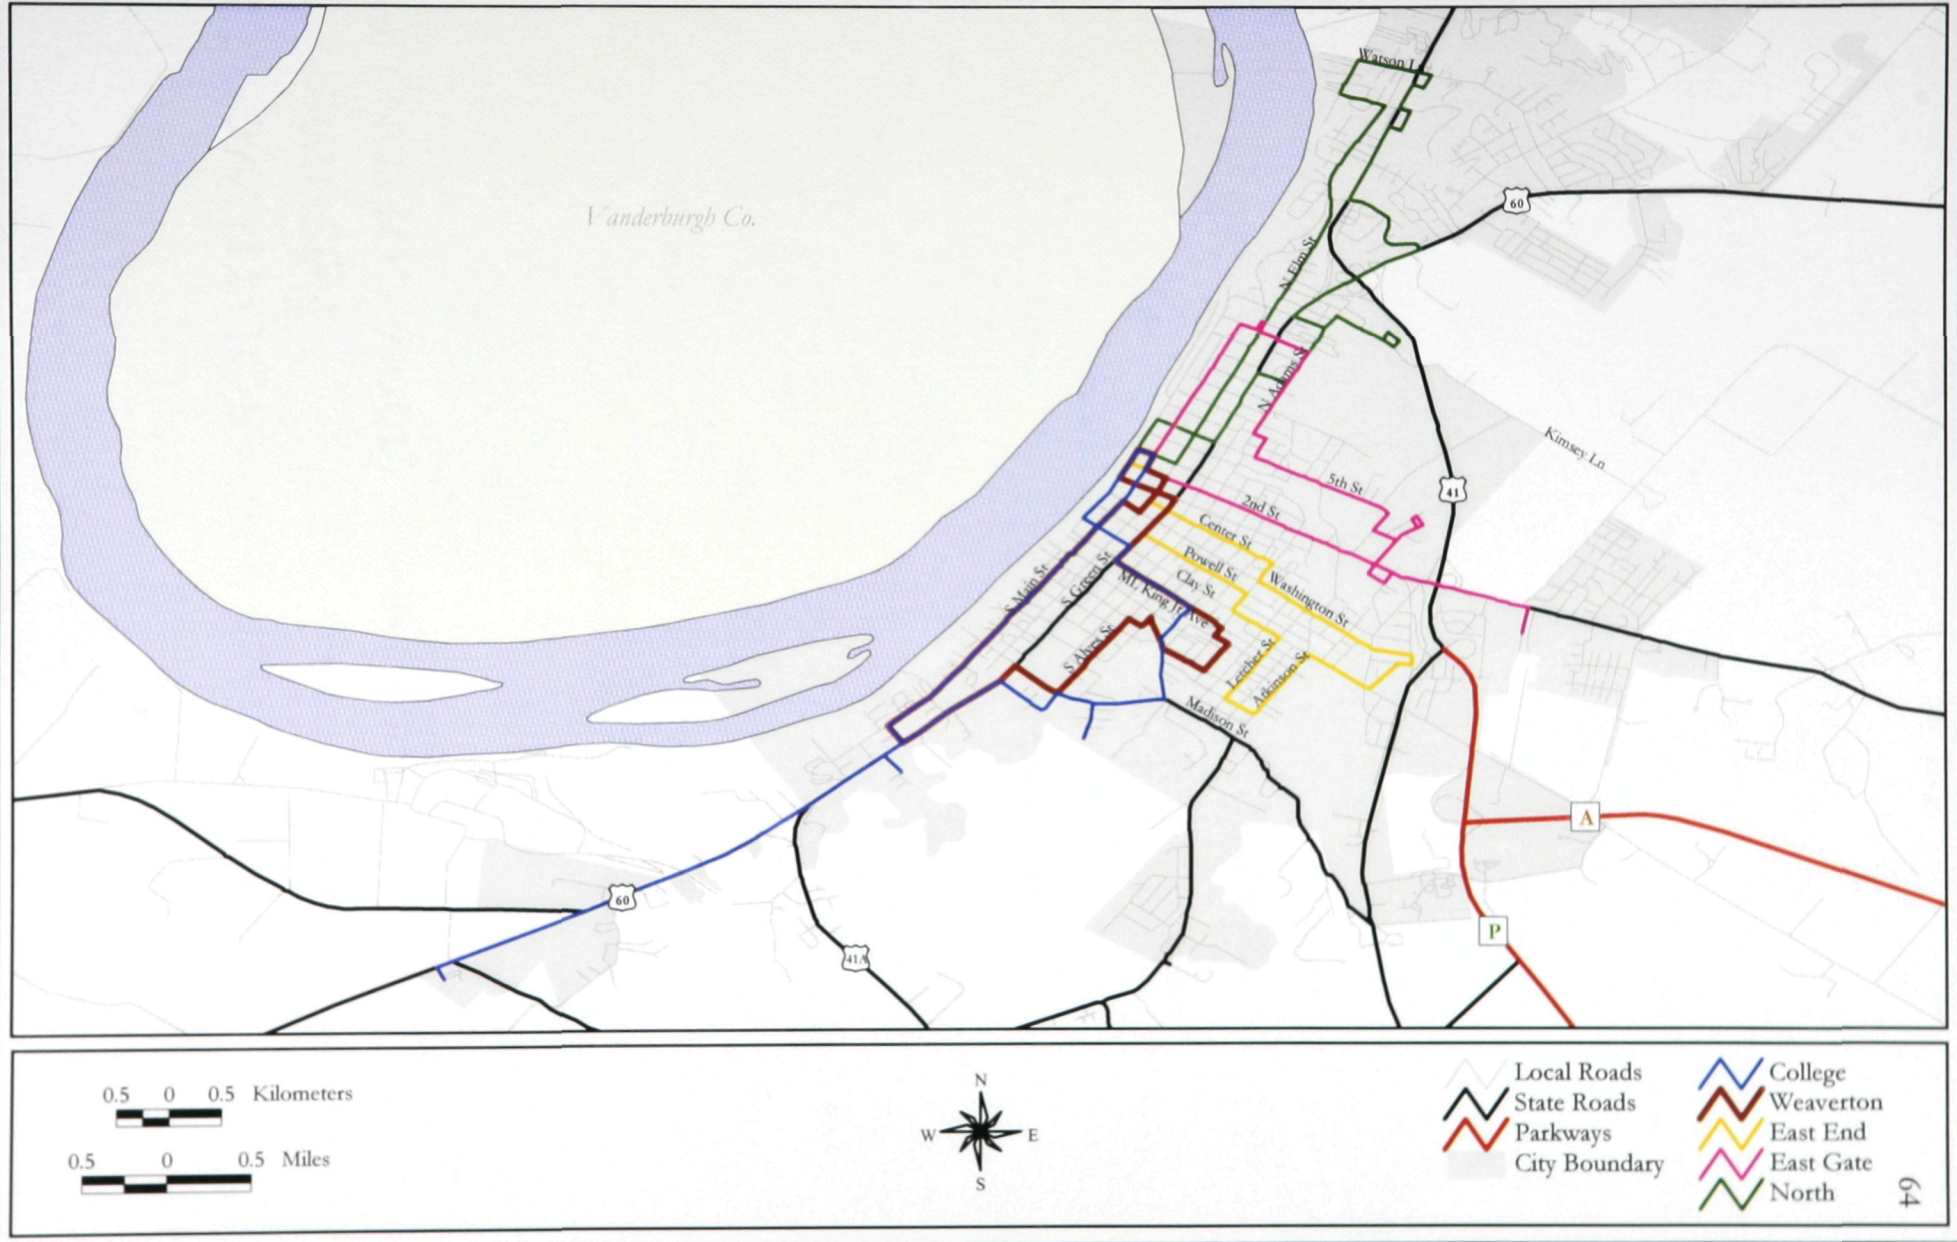 Watson L
60
Vanderburgh Co.
N Elm St
N Adams St
Kimsey Ln
5th St
41
2nd St
Center St
Powell St
Clay St
Washington St
S Main St
S Green St
ML King Jr Ave
S Alves St
Letcher St
Atkinson St
Madison St
A
60
P
41A
0.5 0 0.5 Kilometers
0.5 0 0.5 Miles
N
W E
S
Local Roads
State Roads
Parkways
City Boundary
College
Weaverton
East End
East Gate
North
64